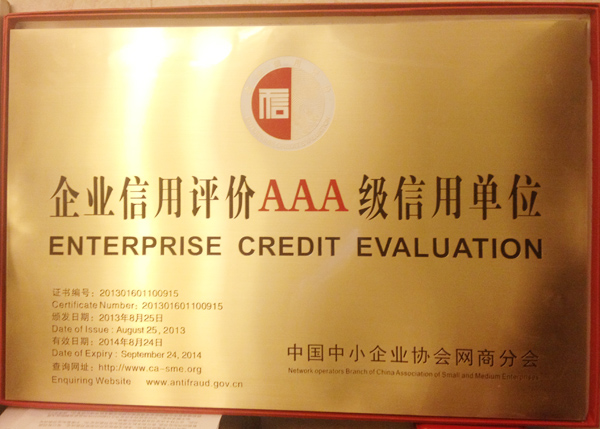 信
企业信用评价AAA级信用单位
ENTERPRISE CREDIT EVALUATION
证书编号：201301601100915
Certificate Number: 201301601100915
颁发日期：2013年8月25日
Date of Issue: August 25, 2013
有效日期：2014年8月24日
Date of Expiry: September 24, 2014
查询网址：http://www.ca-sme.org
Enquiring Website www.antifraud.gov.cn
中国中小企业协会网商分会
Network operators Branch of China Association of Small and Medium Enterprises